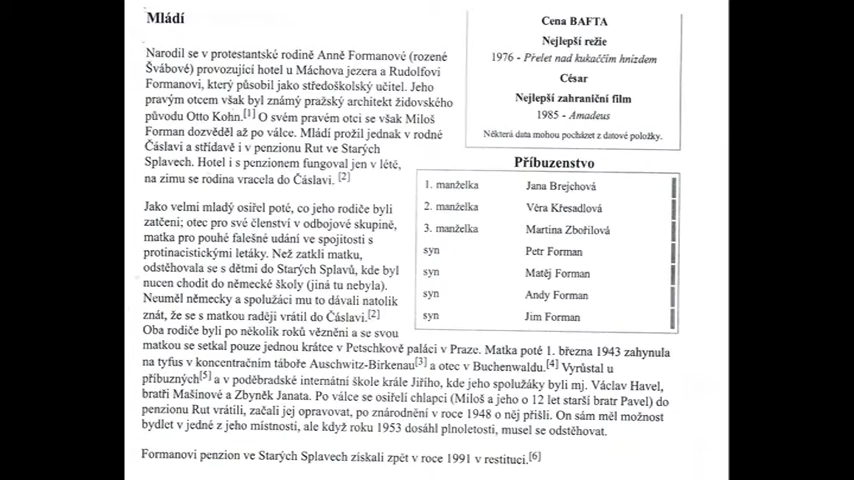 Mládí
Narodil se v protestantské rodině Anně Formanové (rozené
Švábové) provozující hotel u Máchova jezera a Rudolfovi
Formanovi, který působil jako středoškolský učitel. Jeho
pravým otcem však byl známý pražský architekt židovského
původu Otto Kohn.[1] O svém pravém otci se však Miloš
Forman dozvěděl až po válce. Mládí prožil jednak v rodné
Čáslavi a střídavě i v penzionu Rut ve Starých
Splavech. Hotel i s penzionem fungoval jen v létě,
na zimu se rodina vracela do Čáslavi. [2]
Jako velmi mladý osiřel poté, co jeho rodiče byli
zatčeni; otec pro své členství v odbojové skupině,
matka pro pouhé falešné udání ve spojitosti s
protinacistickými letáky. Než zatkli matku,
odstěhovala se s dětmi do Starých Splavů, kde byl
nucen chodit do německé školy (jiná tu nebyla).
Neuměl německy a spolužáci mu to dávali natolik
znát, že se s matkou raději vrátil do Čáslavi.[2]
Oba rodiče byli po několik roků vězněni a se svou
matkou se setkal pouze jednou krátce v Petschkově paláci v Praze. Matka poté 1. března 1943 zahynula
na tyfus v koncentračním táboře Auschwitz-Birkenau[3] a otec v Buchenwaldu.[4] Vyrůstal u
příbuzných[5] a v poděbradské internátní škole krále Jiřího, kde jeho spolužáky byli mj. Václav Havel,
bratři Mašínové a Zbyněk Janata. Po válce se osiřelí chlapci (Miloš a jeho o 12 let starší bratr Pavel) do
penzionu Rut vrátili, začali jej opravovat, po znárodnění v roce 1948 o něj přišli. On sám měl možnost
bydlet v jedné z jeho místností, ale když roku 1953 dosáhl plnoletosti, musel se odstěhovat.
Formanovi penzion ve Starých Splavech získali zpět v roce 1991 v restituci.[6]
Cena BAFTA
Nejlepší režie
1976 - Přelet nad kukaččím hnízdem
César
Nejlepší zahraniční film
1985 - Amadeus
Některá data mohou pocházet z datové položky.
Příbuzenstvo
1. manželka Jana Brejchová
2. manželka Věra Křesadlová
3. manželka Martina Zbořilová
syn Petr Forman
syn Matěj Forman
syn Andy Forman
syn Jim Forman